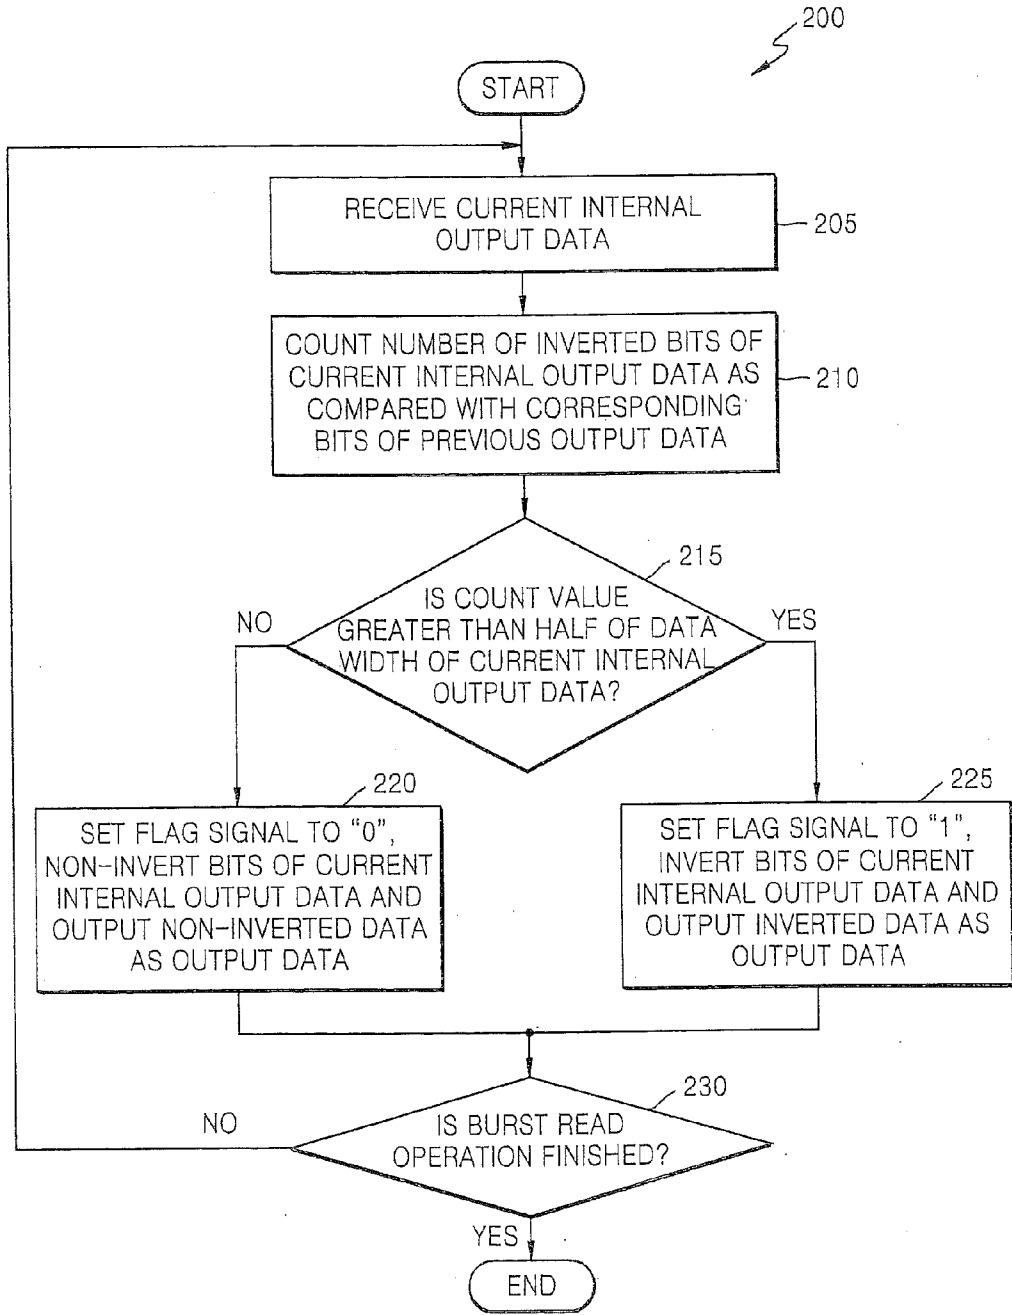 200
START
RECEIVE CURRENT INTERNAL
OUTPUT DATA
205
COUNT NUMBER OF INVERTED BITS OF
CURRENT INTERNAL OUTPUT DATA AS
COMPARED WITH CORRESPONDING
BITS OF PREVIOUS OUTPUT DATA
210
215
IS COUNT VALUE
GREATER THAN HALF OF DATA
WIDTH OF CURRENT INTERNAL
OUTPUT DATA?
NO
YES
220
SET FLAG SIGNAL TO "0",
NON-INVERT BITS OF CURRENT
INTERNAL OUTPUT DATA AND
OUTPUT NON-INVERTED DATA
AS OUTPUT DATA
225
SET FLAG SIGNAL TO "1",
INVERT BITS OF CURRENT
INTERNAL OUTPUT DATA AND
OUTPUT INVERTED DATA AS
OUTPUT DATA
230
IS BURST READ
OPERATION FINISHED?
NO
YES
END